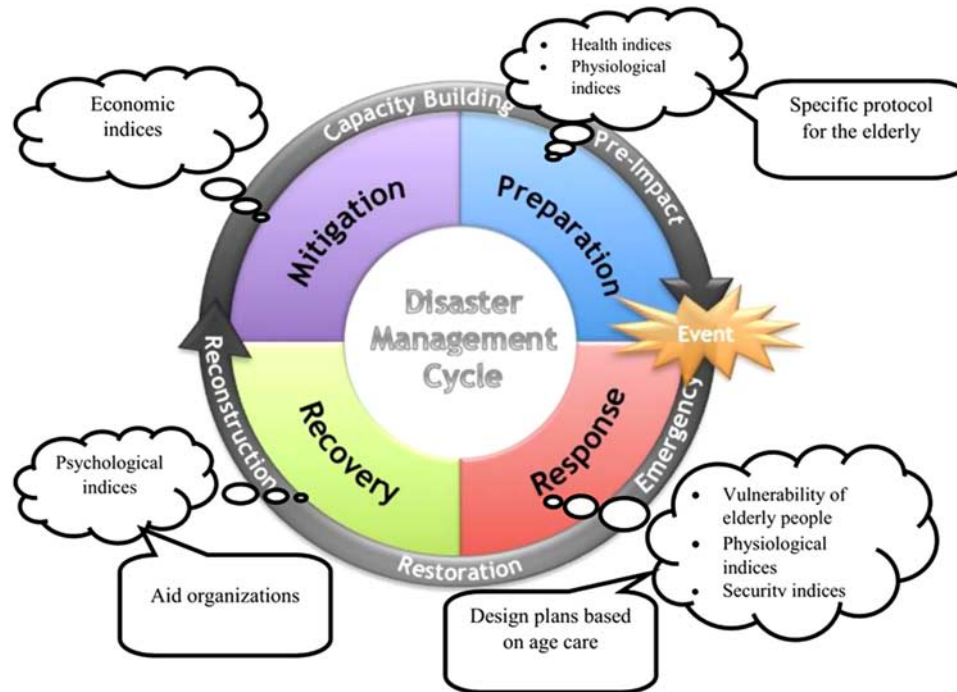 • Health indices
• Physiological
indices
Economic
indices
Specific protocol
for the elderly
Capacity Building
Pre-Impact
Mitigation
Preparation
Disaster
Management
Cycle
Event
Reconstruction
Recovery
Response
Emergency
Restoration
Psychological
indices
Aid organizations
• Vulnerability of
elderly people
• Physiological
indices
• Security indices
Design plans based
on age care